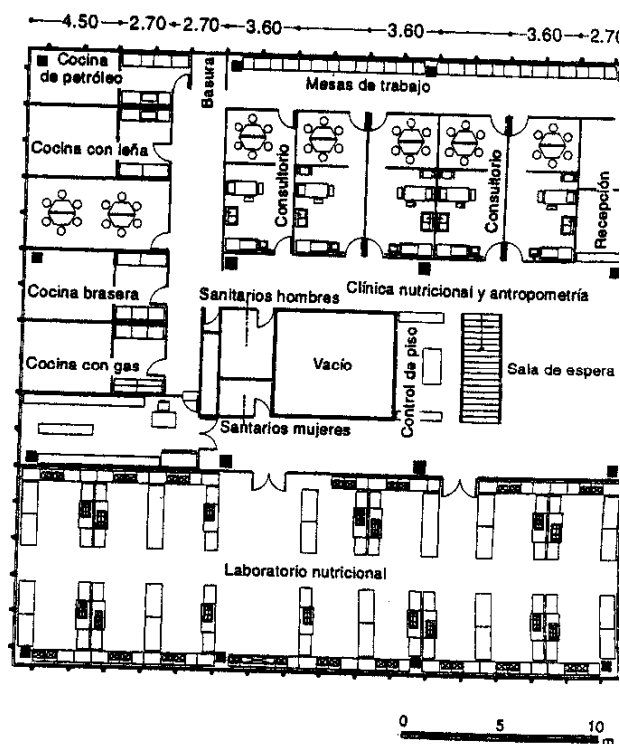 4.50 2.70 2.70 3.60 3.60 3.60 2.70
Cocina
de petróleo
Basura
Mesas de trabajo
Cocina con leña
Consultorio
Consultorio
Recepción
Cocina brasera
Sanitarios hombres
Clínica nutricional y antropometría
Cocina con gas
Vacío
Control de piso
Sala de espera
Santarios mujeres
Laboratorio nutricional
0 5 10
m